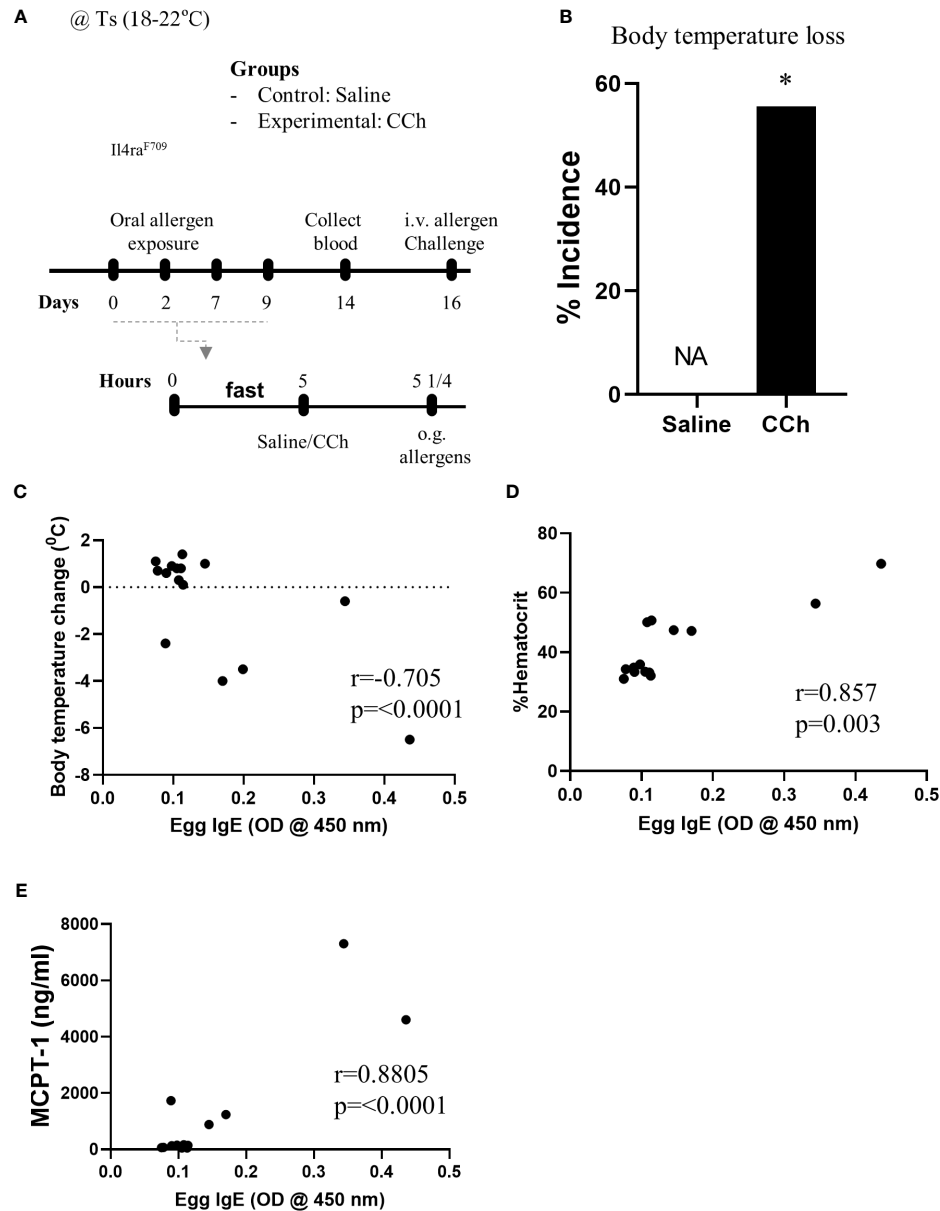 A
@ Ts (18-22°C)
Groups
- Control: Saline
- Experimental: CCh
Il4raF709
Oral allergen
exposure
Collect
blood
i.v. allergen
Challenge
Days 0 2 7 9 14 16
Hours 0 fast 5 5 1/4
Saline/CCh
o.g.
allergens
B
Body temperature loss
% Incidence
60
40
20
0
*
NA
Saline CCh
C
Body temperature change (⁰C)
2
0
-2
-4
-6
-8
r=-0.705
p=<0.0001
0.0 0.1 0.2 0.3 0.4 0.5
Egg IgE (OD @ 450 nm)
D
%Hematocrit
80
60
40
20
0
r=0.857
p=0.003
0.0 0.1 0.2 0.3 0.4 0.5
Egg IgE (OD @ 450 nm)
E
MCPT-1 (ng/ml)
8000
6000
4000
2000
0
r=0.8805
p=<0.0001
0.0 0.1 0.2 0.3 0.4 0.5
Egg IgE (OD @ 450 nm)